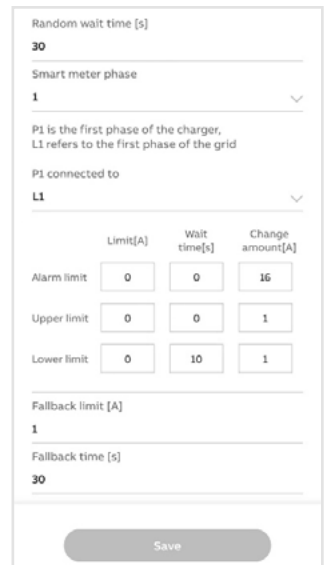 Random wait time [s]
30
Smart meter phase
1
P1 is the first phase of the charger,
L1 refers to the first phase of the grid
P1 connected to
L1
Limit[A] Wait time[s] Change amount[A]
Alarm limit 0 0 16
Upper limit 0 0 1
Lower limit 0 10 1
Fallback limit [A]
1
Fallback time [s]
30
Save